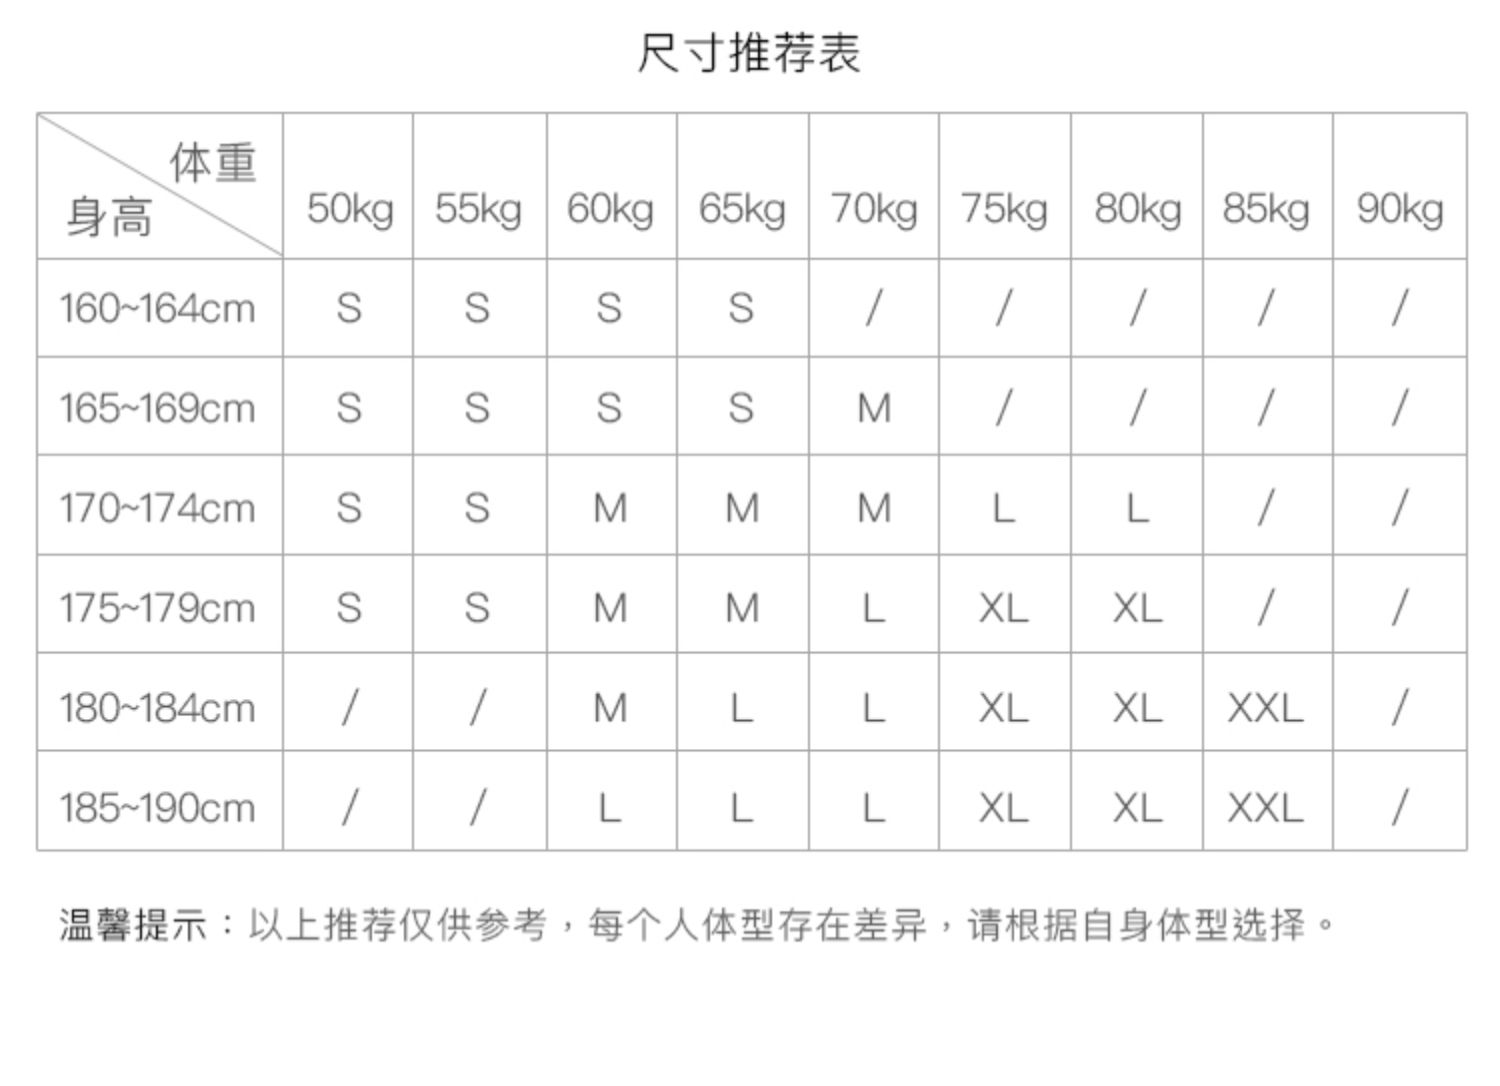 尺寸推荐表
体重
身高 50kg 55kg 60kg 65kg 70kg 75kg 80kg 85kg 90kg
160~164cm S S S S / / / / /
165~169cm S S S S M / / / /
170~174cm S S M M M L L / /
175~179cm S S M M L XL XL / /
180~184cm / / M L L XL XL XXL /
185~190cm / / L L L XL XL XXL /
温馨提示：以上推荐仅供参考，每个人体型存在差异，请根据自身体型选择。